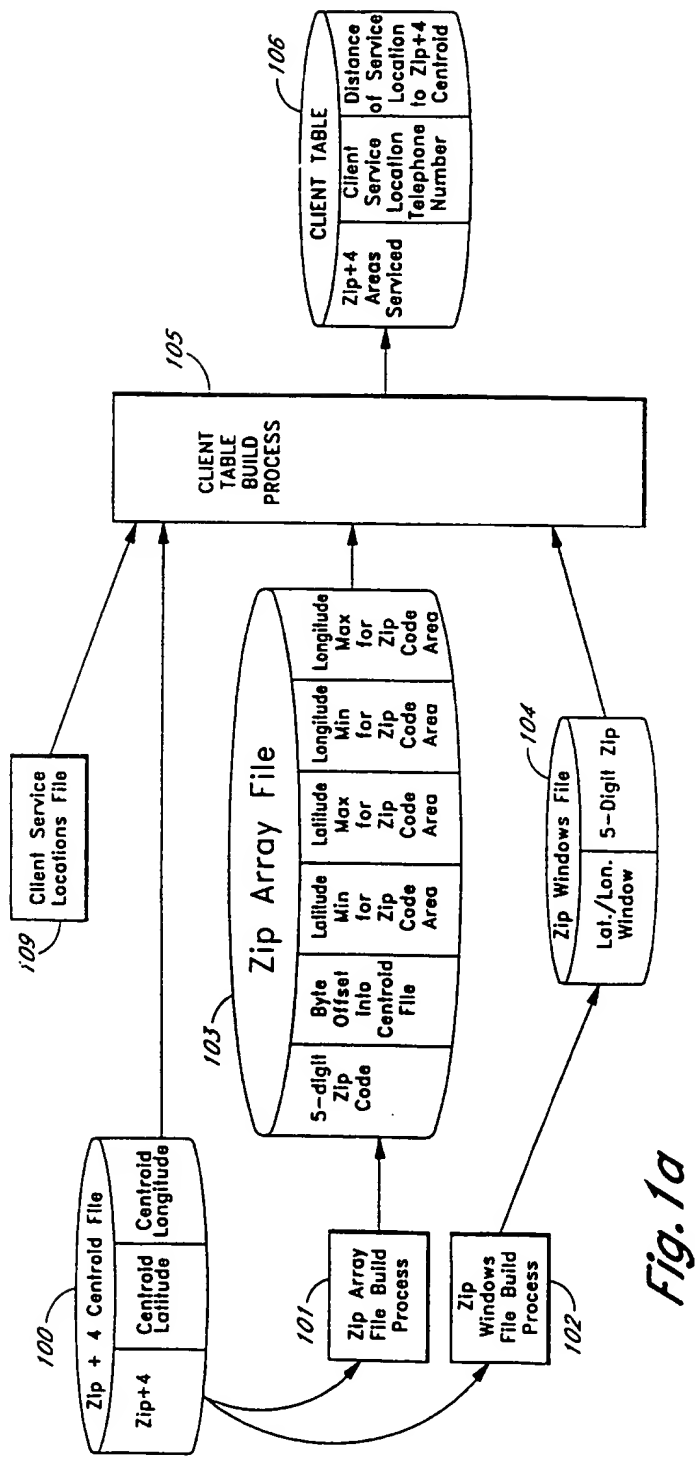 100
Zip + 4 Centroid File
Zip+4
Centroid
Latitude
Centroid
Longitude
109
Client Service
Locations File
101
Zip Array
File Build
Process
103
Zip Array File
5-digit
Zip
Code
Byte
Offset
Into
Centroid
File
Latitude
Min
for
Zip
Code
Area
Latitude
Max
for
Zip
Code
Area
Longitude
Min
for
Zip
Code
Area
Longitude
Max
for
Zip
Code
Area
102
Zip
Windows
File Build
Process
104
Zip Windows File
Lat./Lon.
Window
5-Digit Zip
105
CLIENT
TABLE
BUILD
PROCESS
106
CLIENT TABLE
Zip+4
Areas
Serviced
Client
Service
Location
Telephone
Number
Distance
of Service
Location
to Zip+4
Centroid
Fig. 1a